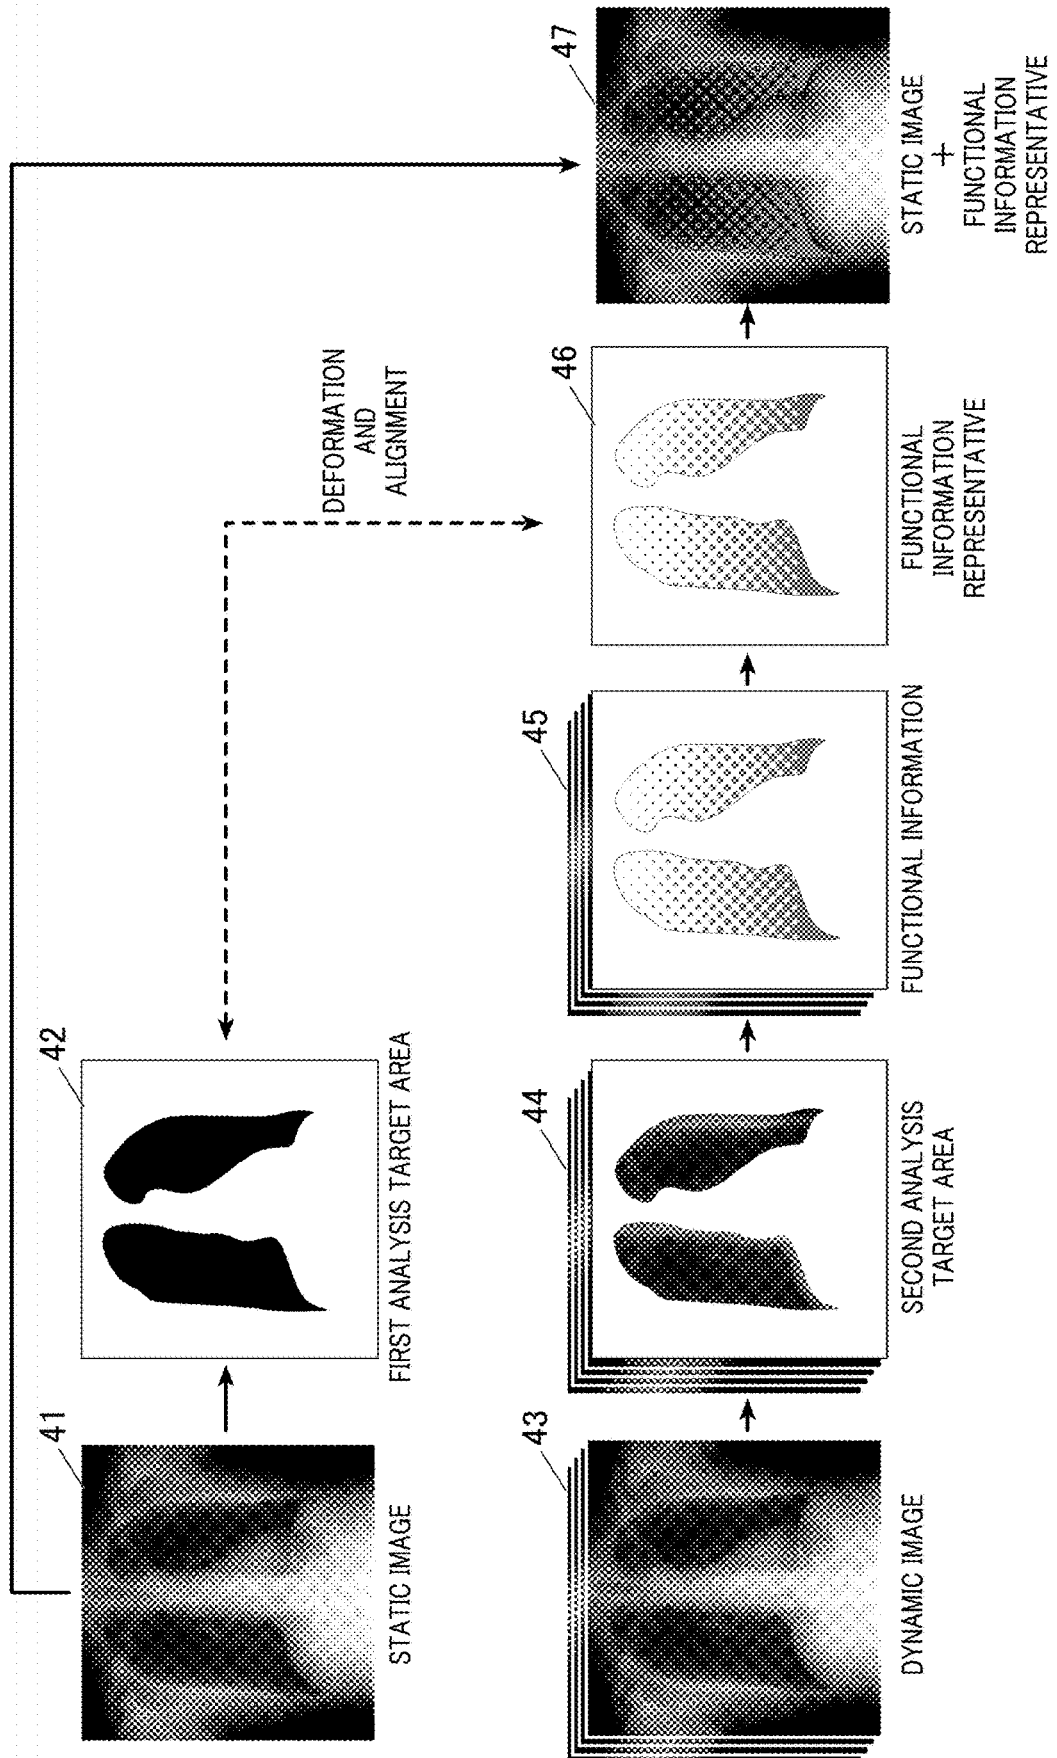 41
STATIC IMAGE
42
FIRST ANALYSIS TARGET AREA
DEFORMATION
AND
ALIGNMENT
43
DYNAMIC IMAGE
44
SECOND ANALYSIS
TARGET AREA
45
FUNCTIONAL INFORMATION
46
FUNCTIONAL
INFORMATION
REPRESENTATIVE
47
STATIC IMAGE
+
FUNCTIONAL
INFORMATION
REPRESENTATIVE